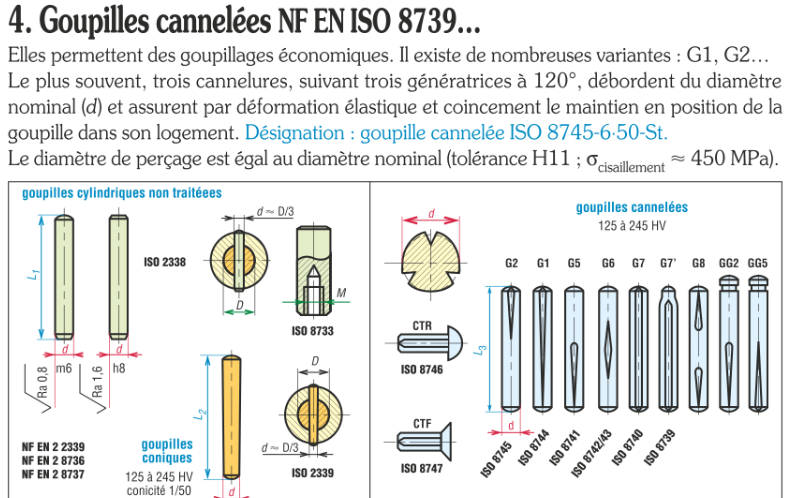 4. Goupilles cannelées NF EN ISO 8739...
Elles permettent des goupillages économiques. Il existe de nombreuses variantes : G1, G2…
Le plus souvent, trois cannelures, suivant trois génératrices à 120°, débordent du diamètre
nominal (d) et assurent par déformation élastique et coincement le maintien en position de la
goupille dans son logement. Désignation : goupille cannelée ISO 8745-6·50-St.
Le diamètre de perçage est égal au diamètre nominal (tolérance H11 ; σcisaillement ≈ 450 MPa).
goupilles cylindriques non traitéees
d ≈ D/3
L1
ISO 2338
D
M
ISO 8733
d
d
m6
h8
Ra 0,8
Ra 1,6
L2
D
d ≈ D/3
NF EN 2 2339
NF EN 2 8736
NF EN 2 8737
goupilles
coniques
125 à 245 HV
conicité 1/50
d
ISO 2339
d
goupilles cannelées
125 à 245 HV
G2 G1 G5 G6 G7 G7’ G8 GG2 GG5
CTR
ISO 8746
L3
CTF
ISO 8747
d
ISO 8745
ISO 8744
ISO 8741
ISO 8742/43
ISO 8740
ISO 8739